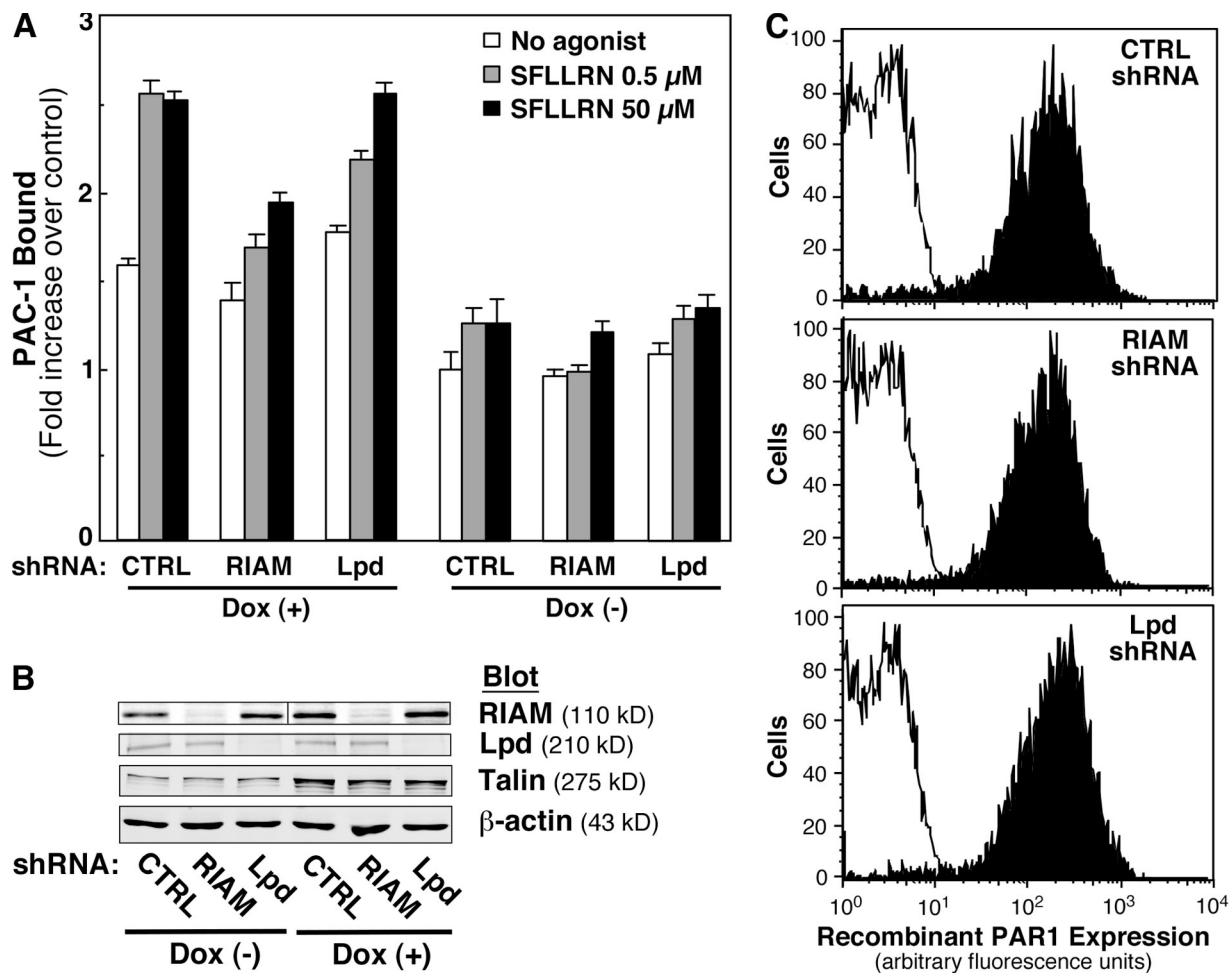 A
3
2
1
0
PAC-1 Bound
(Fold increase over control)
No agonist
SFLLRN 0.5 µM
SFLLRN 50 µM
shRNA: CTRL RIAM Lpd CTRL RIAM Lpd
Dox (+) Dox (-)
B
Blot
RIAM (110 kD)
Lpd (210 kD)
Talin (275 kD)
β-actin (43 kD)
shRNA: CTRL RIAM Lpd CTRL RIAM Lpd
Dox (-) Dox (+)
C
CTRL
shRNA
100
80
60
40
20
0
Cells
RIAM
shRNA
100
80
60
40
20
0
Cells
Lpd
shRNA
100
80
60
40
20
0
Cells
10⁰ 10¹ 10² 10³ 10⁴
Recombinant PAR1 Expression
(arbitrary fluorescence units)